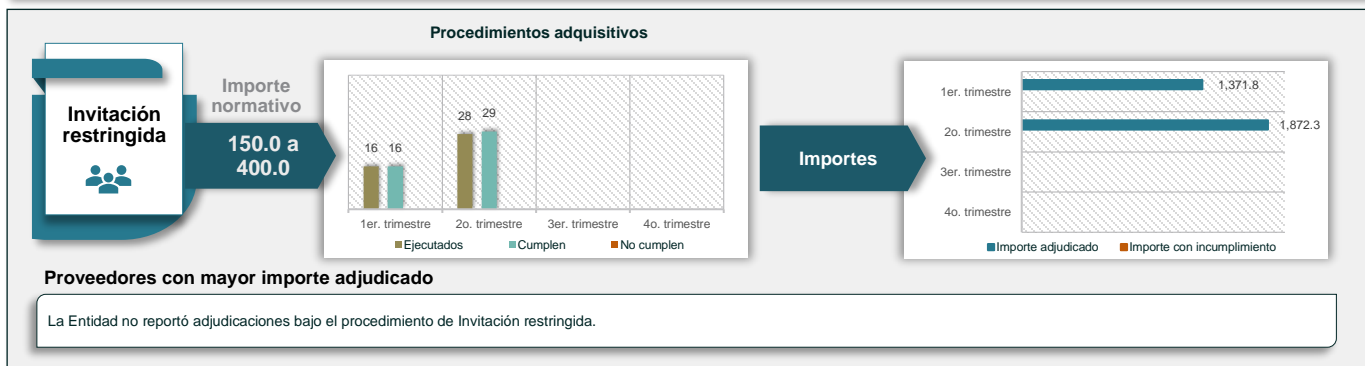 Procedimientos adquisitivos
Invitación
restringida
Importe
normativo
150.0 a
400.0
16
16
28
29
1er. trimestre
2o. trimestre
3er. trimestre
4o. trimestre
Ejecutados
Cumplen
No cumplen
Importes
1er. trimestre
1,371.8
2o. trimestre
1,872.3
3er. trimestre
4o. trimestre
Importe adjudicado
Importe con incumplimiento
Proveedores con mayor importe adjudicado
La Entidad no reportó adjudicaciones bajo el procedimiento de Invitación restringida.